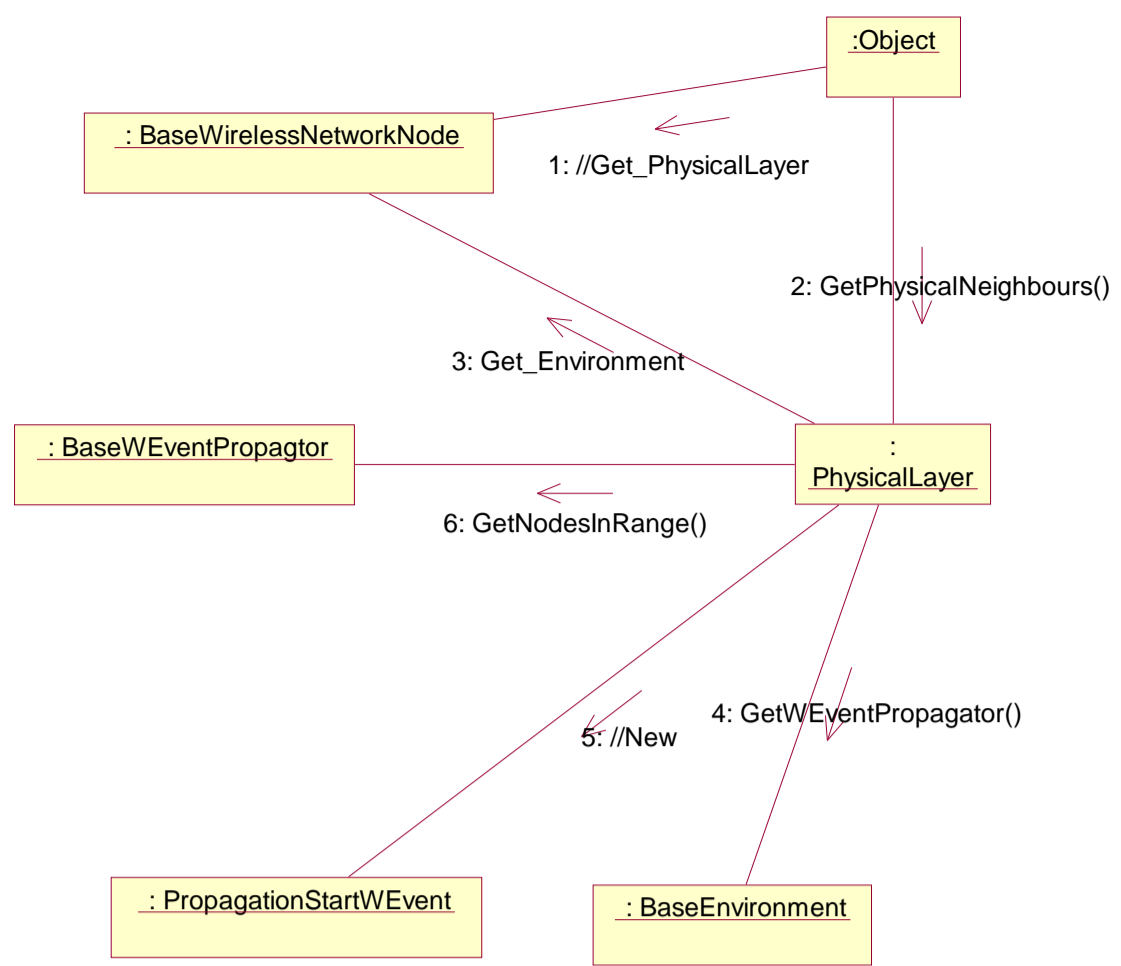 :Object
: BaseWirelessNetworkNode
1: //Get_PhysicalLayer
2: GetPhysicalNeighbours()
3: Get_Environment
: BaseWEventPropagtor
:
PhysicalLayer
6: GetNodesInRange()
4: GetWEventPropagator()
5: //New
: PropagationStartWEvent
: BaseEnvironment